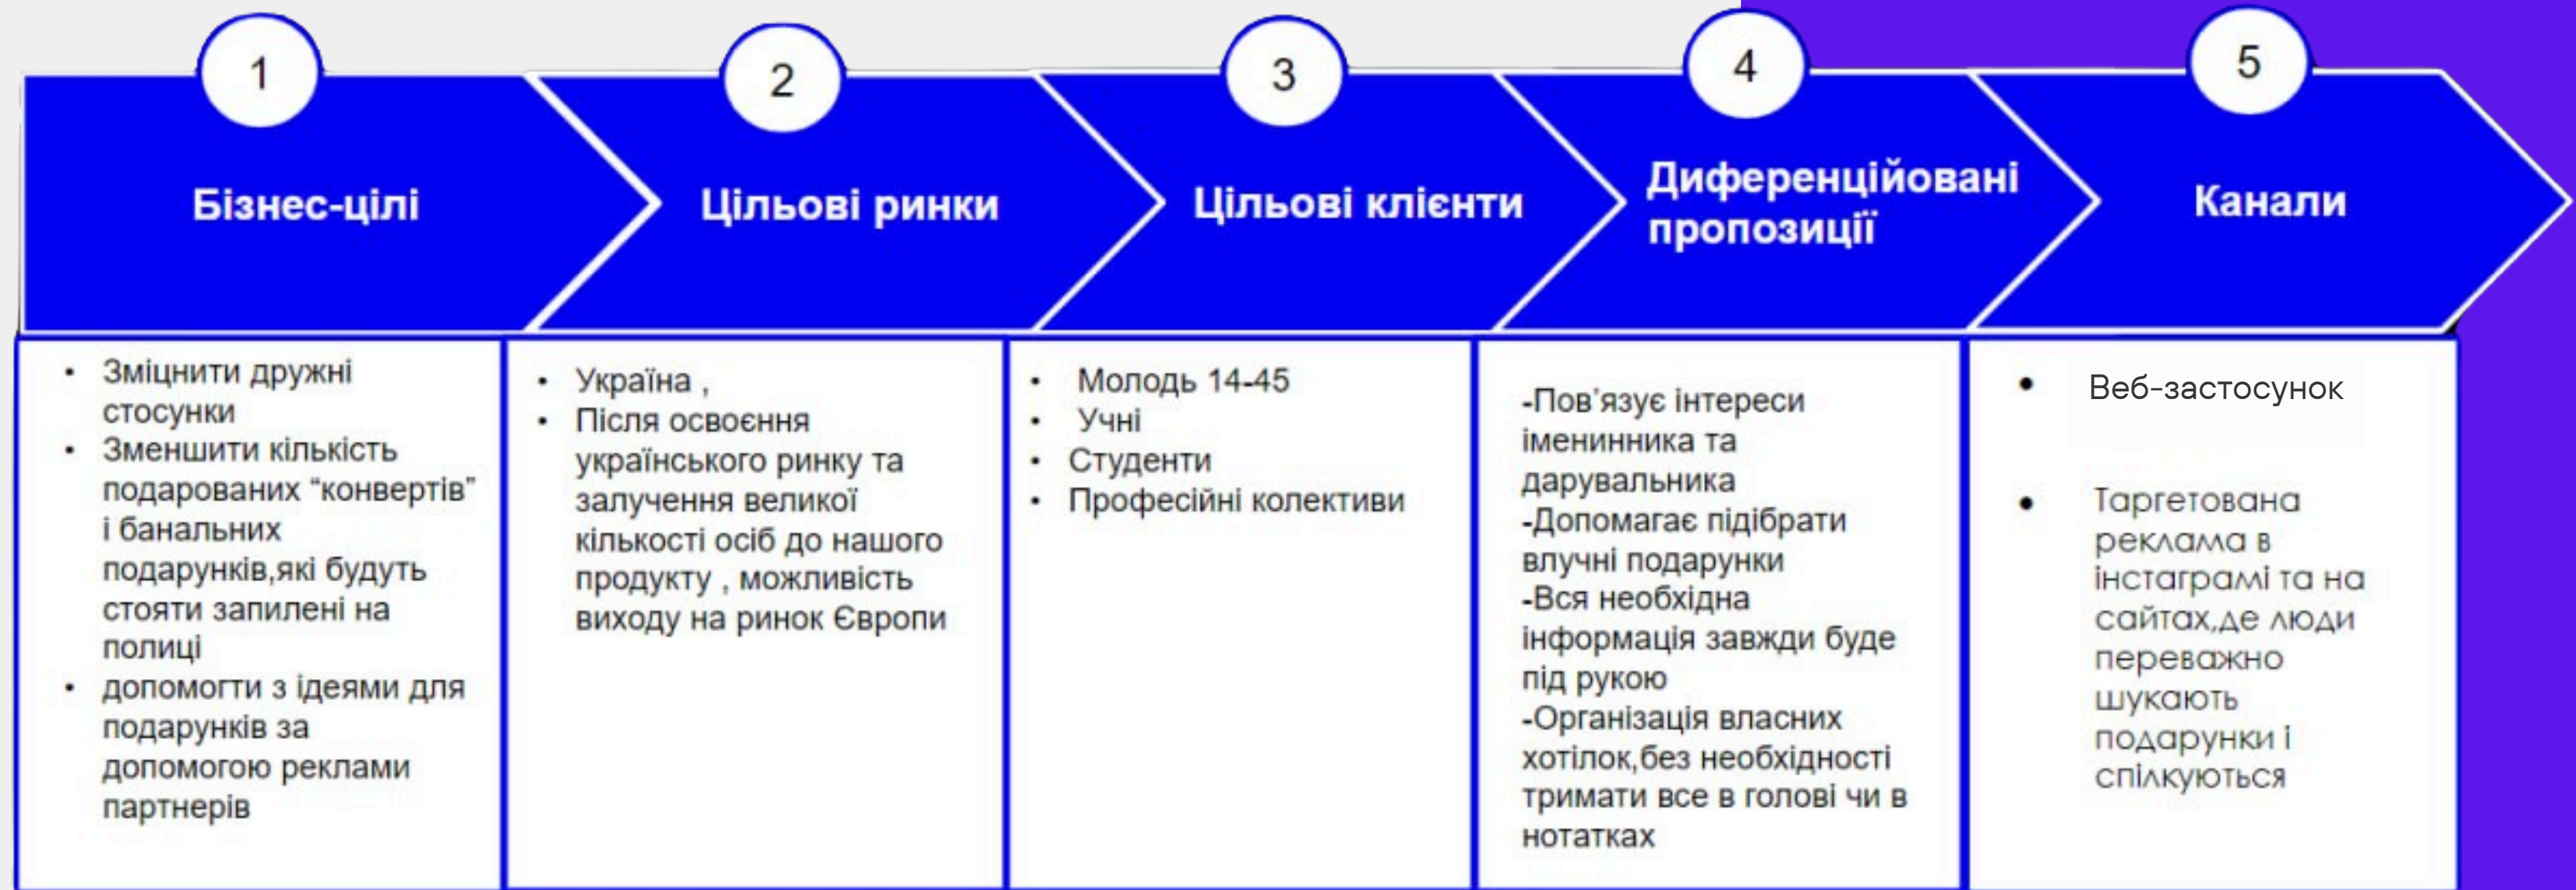 1
Бізнес-цілі
• Зміцнити дружні
стосунки
• Зменшити кількість
подарованих “конвертів”
і банальних
подарунків,які будуть
стояти запилені на
полиці
• допомогти з ідеями для
подарунків за
допомогою реклами
партнерів
2
Цільові ринки
• Україна ,
• Після освоєння
українського ринку та
залучення великої
кількості осіб до нашого
продукту , можливість
виходу на ринок Європи
3
Цільові клієнти
• Молодь 14-45
• Учні
• Студенти
• Професійні колективи
4
Диференційовані
пропозиції
-Пов’язує інтереси
іменинника та
дарувальника
-Допомагає підібрати
влучні подарунки
-Вся необхідна
інформація завжди буде
під рукою
-Організація власних
хотілок,без необхідності
тримати все в голові чи в
нотатках
5
Канали
• Веб-застосунок
• Таргетована
реклама в
інстаграмі та на
сайтах,де люди
переважно
шукають
подарунки і
спілкуються